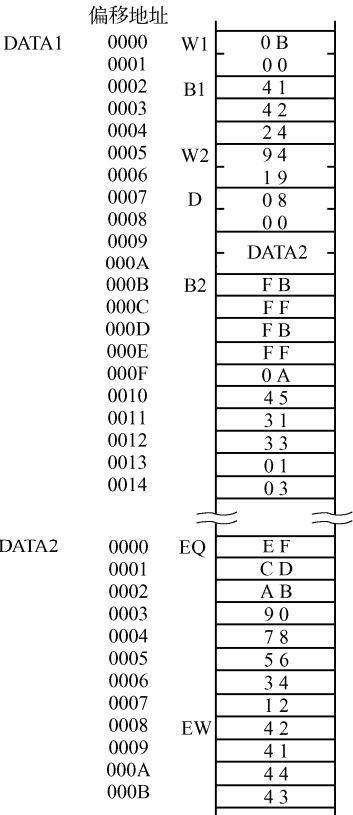 偏移地址
DATA1 0000 W1 0B
0001 00
0002 B1 41
0003 42
0004 24
0005 W2 94
0006 19
0007 D 08
0008 00
0009
DATA2
000A
000B B2 FB
000C FF
000D FB
000E FF
000F 0A
0010 45
0011 31
0012 33
0013 01
0014 03
DATA2 0000 EQ EF
0001 CD
0002 AB
0003 90
0004 78
0005 56
0006 34
0007 12
0008 EW 42
0009 41
000A 44
000B 43